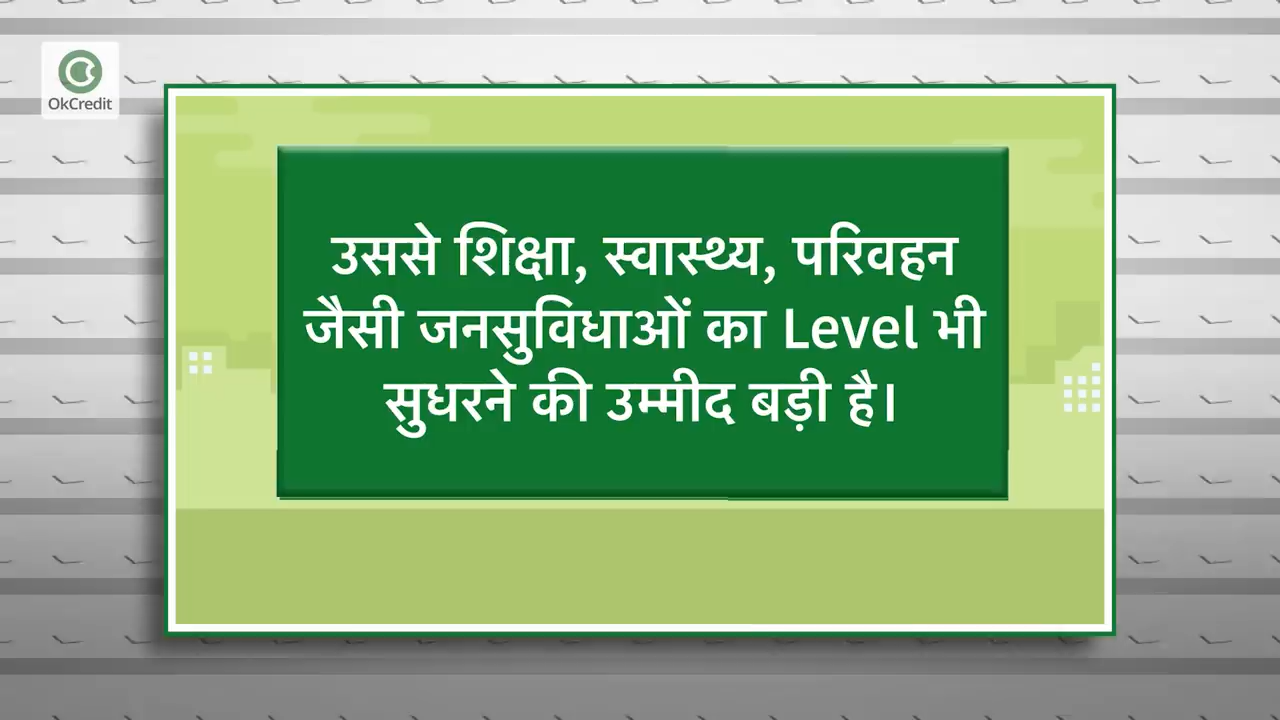 OkCredit
उससे शिक्षा, स्वास्थ्य, परिवहन
जैसी जनसुविधाओं का Level भी
सुधरने की उम्मीद बड़ी है।